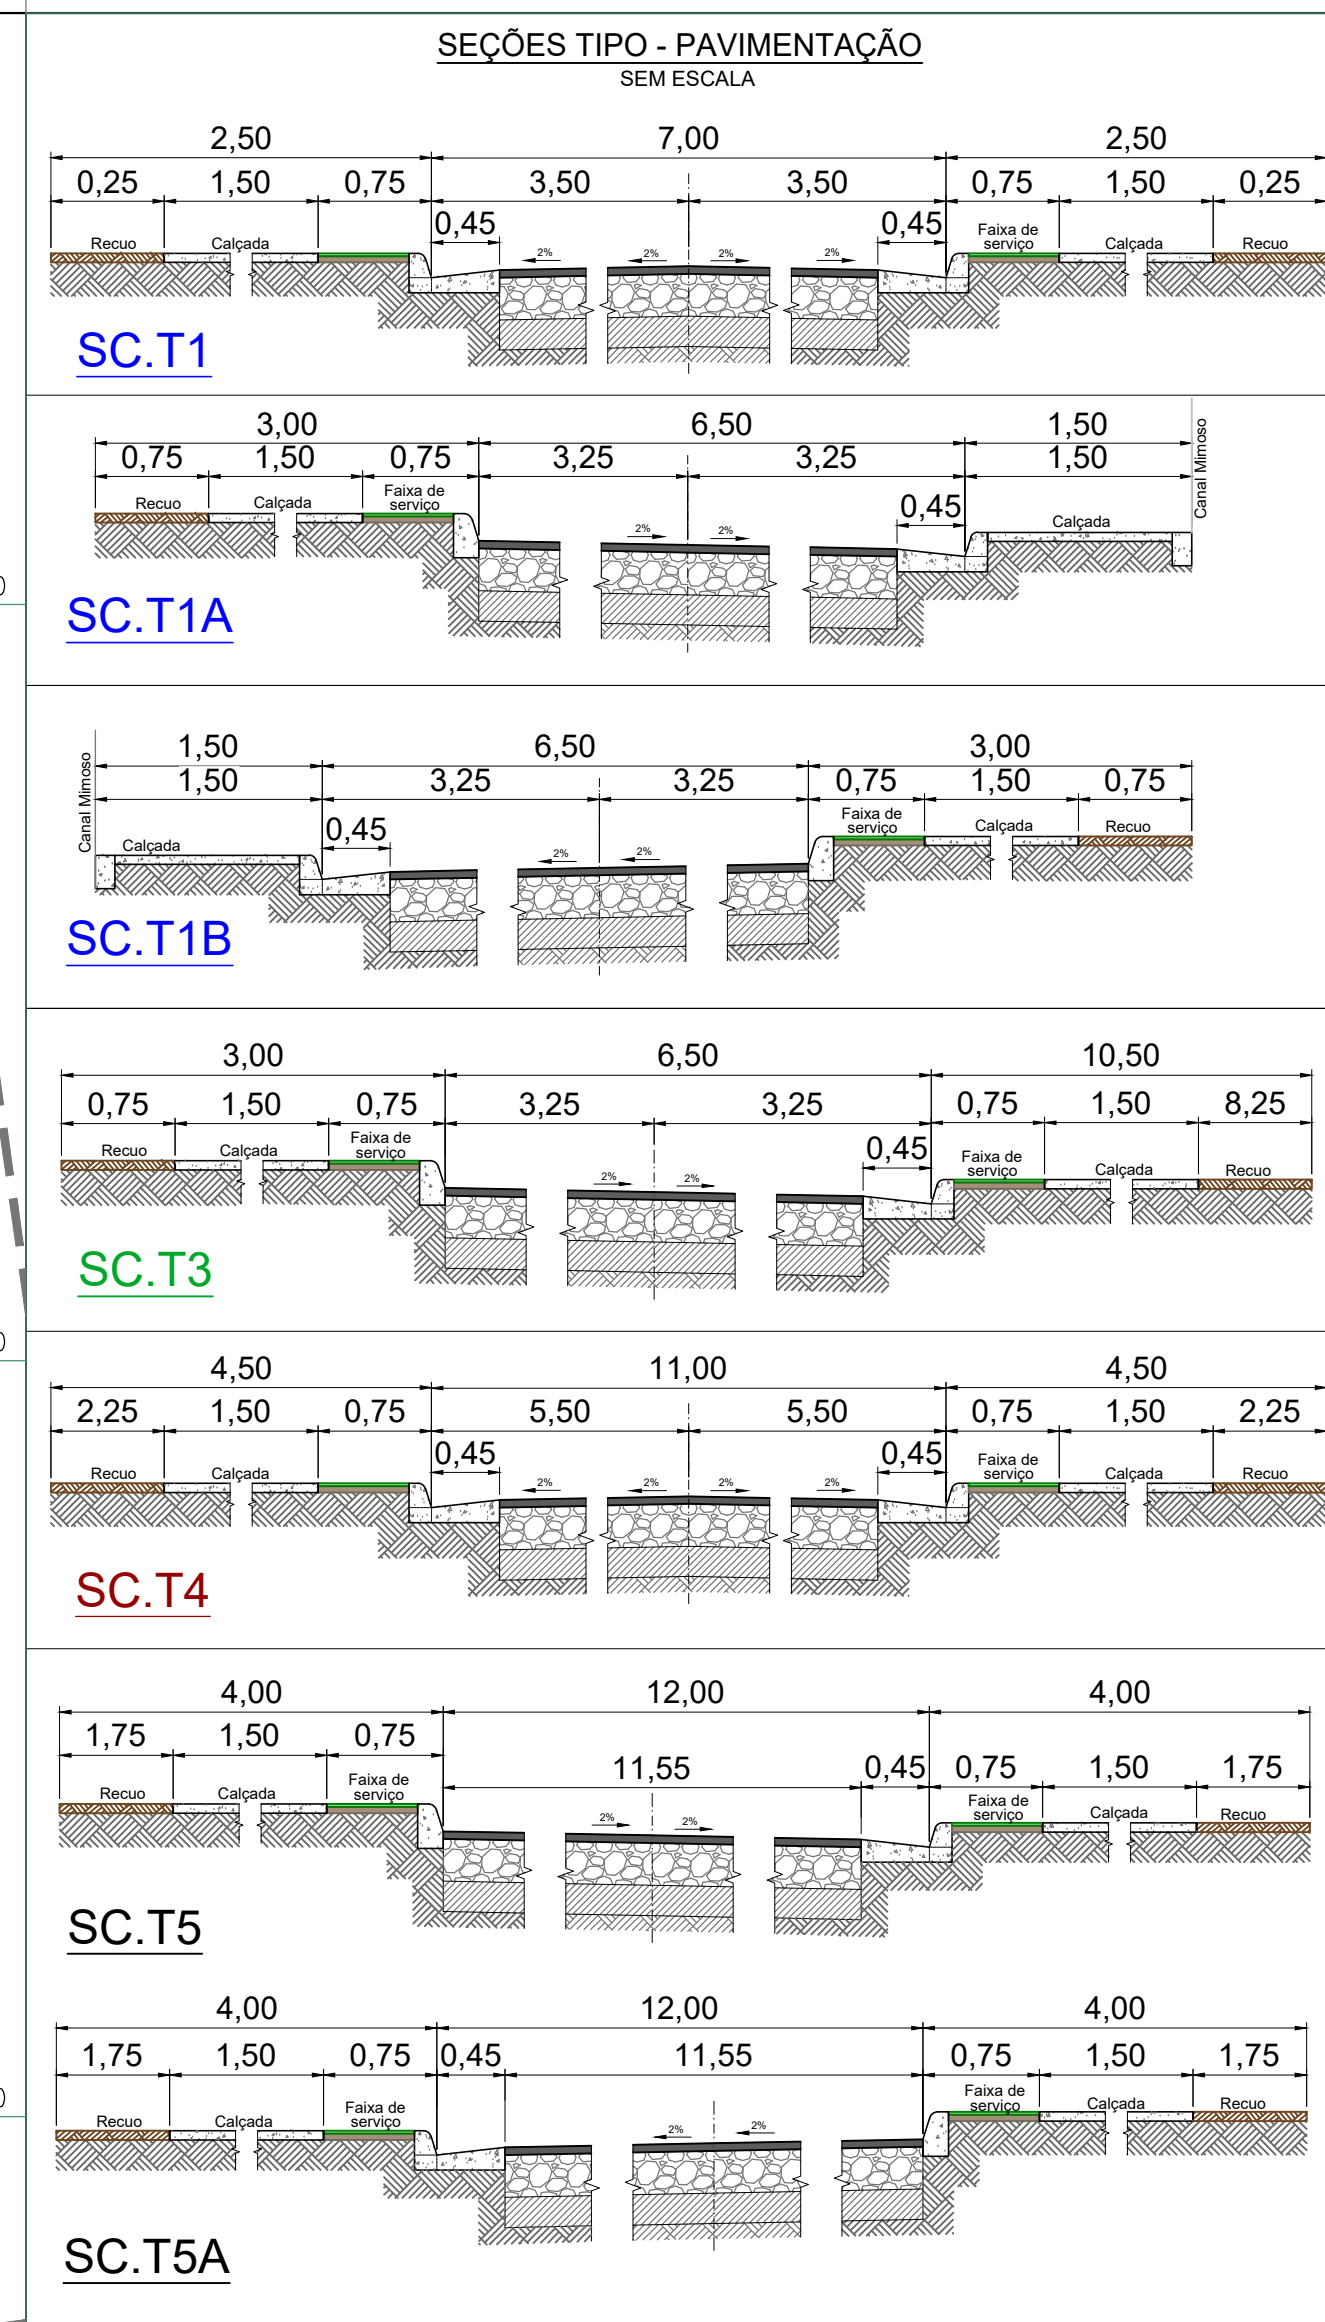 SEÇÕES TIPO - PAVIMENTAÇÃO
SEM ESCALA
2,50 7,00 2,50
0,25 1,50 0,75 3,50 3,50 0,75 1,50 0,25
0,45 0,45
Recuo Calçada 2% 2% 2% 2% Faixa de serviço Calçada Recuo
SC.T1
3,00 6,50 1,50
0,75 1,50 0,75 3,25 3,25 1,50
Recuo Calçada Faixa de serviço 2% 2% 0,45 Calçada Canal Mimoso
SC.T1A
1,50 6,50 3,00
1,50 3,25 3,25 0,75 1,50 0,75
Canal Mimoso Calçada 0,45 2% 2% Faixa de serviço Calçada Recuo
SC.T1B
3,00 6,50 10,50
0,75 1,50 0,75 3,25 3,25 0,75 1,50 8,25
Recuo Calçada Faixa de serviço 2% 2% 0,45 Faixa de serviço Calçada Recuo
SC.T3
4,50 11,00 4,50
2,25 1,50 0,75 5,50 5,50 0,75 1,50 2,25
0,45 0,45
Recuo Calçada 2% 2% 2% 2% Faixa de serviço Calçada Recuo
SC.T4
4,00 12,00 4,00
1,75 1,50 0,75 11,55 0,45 0,75 1,50 1,75
Recuo Calçada Faixa de serviço 2% 2% Faixa de serviço Calçada Recuo
SC.T5
4,00 12,00 4,00
1,75 1,50 0,75 0,45 11,55 0,75 1,50 1,75
Recuo Calçada Faixa de serviço 2% 2% Faixa de serviço Calçada Recuo
SC.T5A